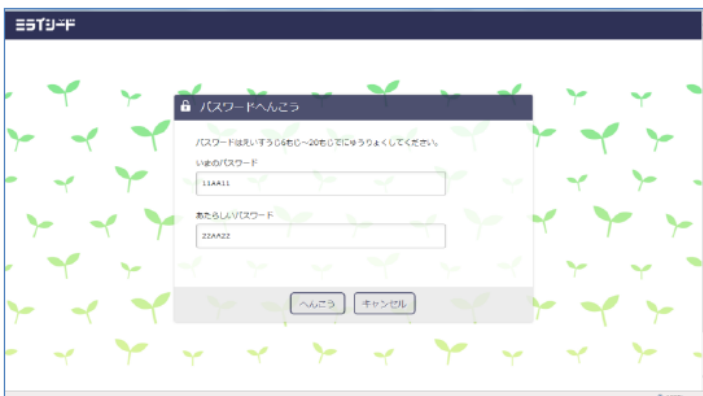 ミライシード
パスワードへんこう
パスワードはえいすうじ6もじ～20もじでにゅうりょくしてください。
いまのパスワード
11AA11
あたらしいパスワード
22AA22
へんこう
キャンセル